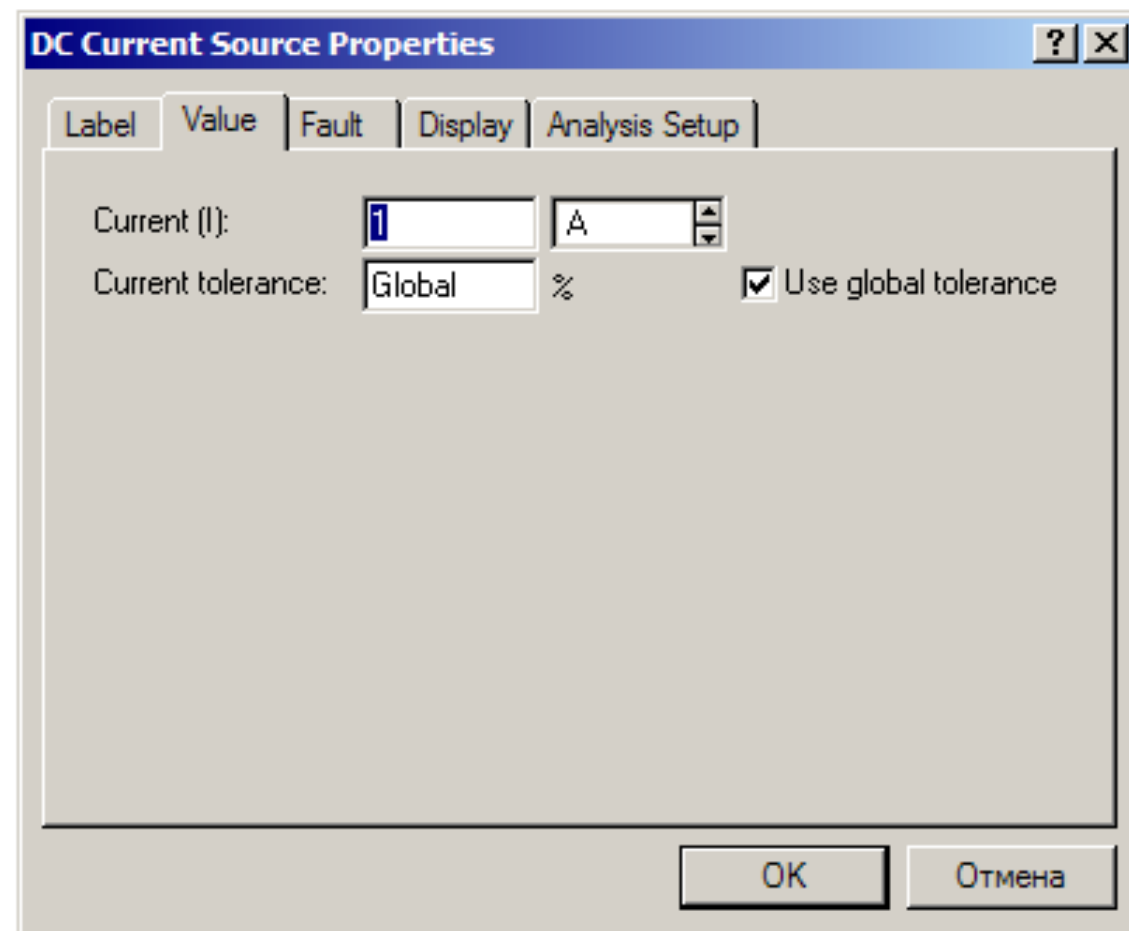 DC Current Source Properties ? X
Label Value Fault Display Analysis Setup
Current (I): 1 A
Current tolerance: Global % Use global tolerance
OK Отмена